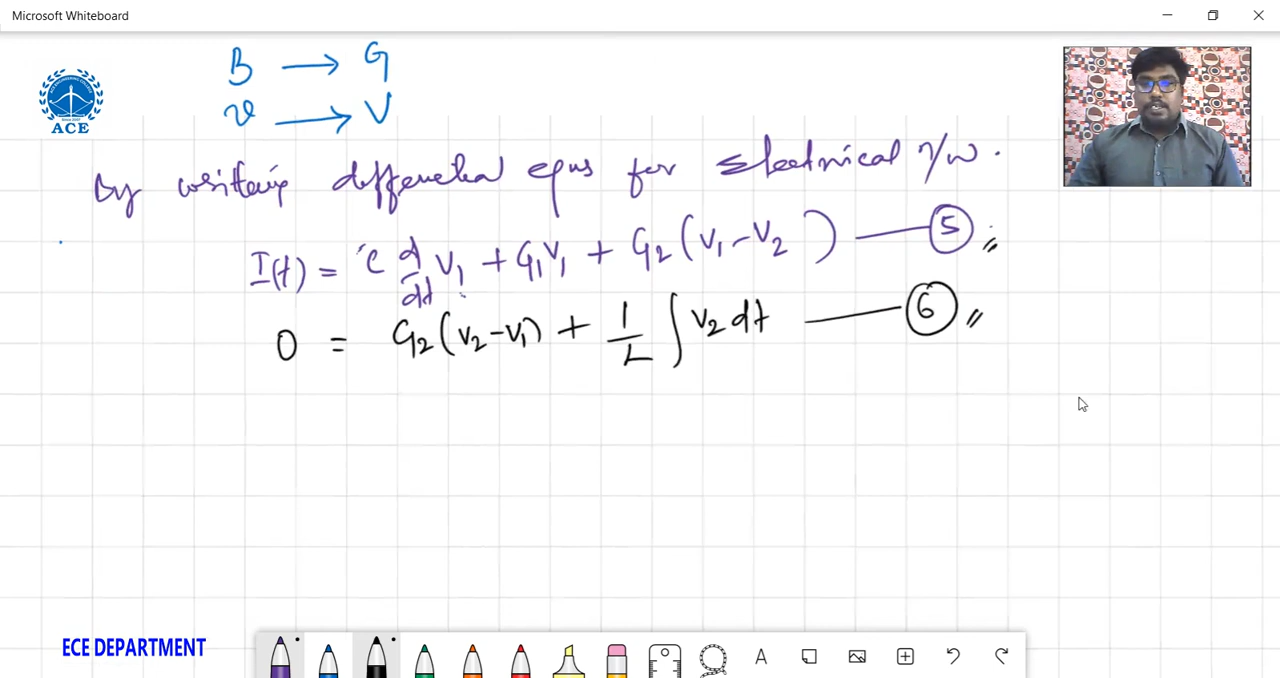 Microsoft Whiteboard
B → G
v → V
ACE
By writing differential eqns for Electrical n/w.
I(t) = C d/dt V1 + G1V1 + G2 (V1 - V2) — 5
0 = G2 (V2 - V1) + 1/L ∫ V2 dt — 6
ECE DEPARTMENT
A